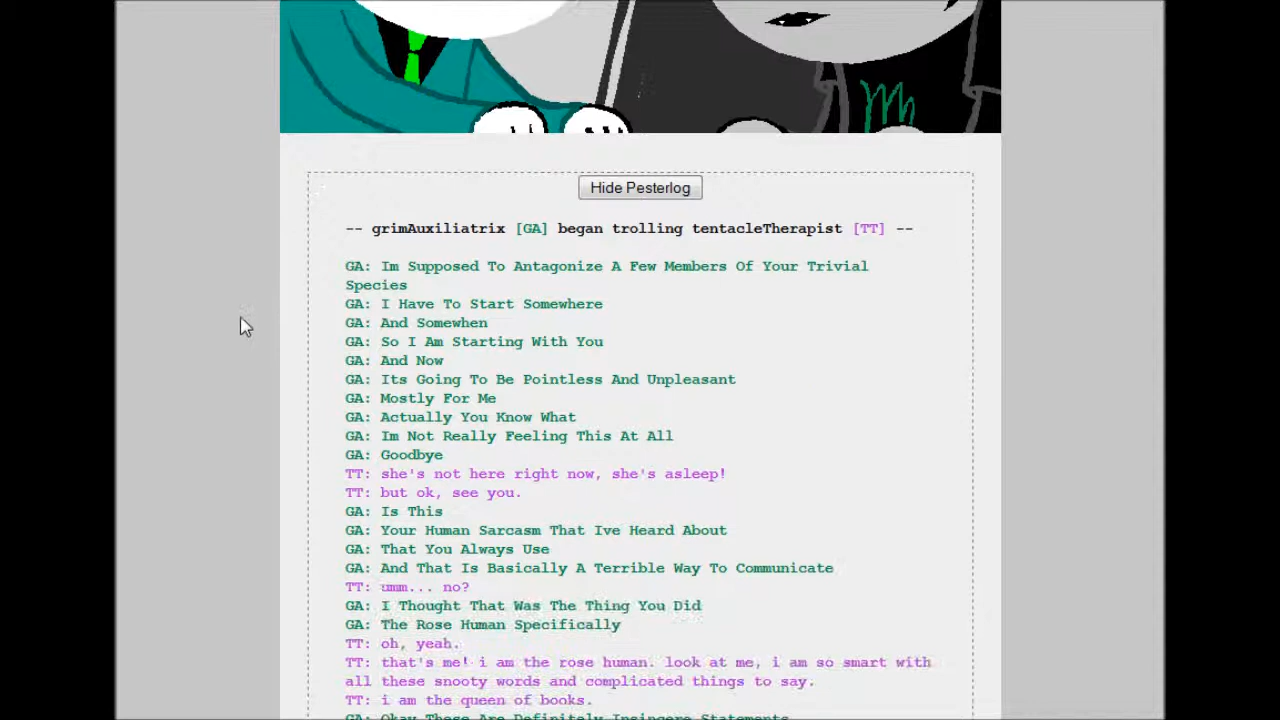 Hide Pesterlog
-- grimAuxiliatrix [GA] began trolling tentacleTherapist [TT] --
GA: Im Supposed To Antagonize A Few Members Of Your Trivial
Species
GA: I Have To Start Somewhere
GA: And Somewhen
GA: So I Am Starting With You
GA: And Now
GA: Its Going To Be Pointless And Unpleasant
GA: Mostly For Me
GA: Actually You Know What
GA: Im Not Really Feeling This At All
GA: Goodbye
TT: she's not here right now, she's asleep!
TT: but ok, see you.
GA: Is This
GA: Your Human Sarcasm That Ive Heard About
GA: That You Always Use
GA: And That Is Basically A Terrible Way To Communicate
TT: umm... no?
GA: I Thought That Was The Thing You Did
GA: The Rose Human Specifically
TT: oh, yeah.
TT: that's me! i am the rose human. look at me, i am so smart with
all these snooty words and complicated things to say.
TT: i am the queen of books.
GA: Okay These Are Definitely Insincere Statements